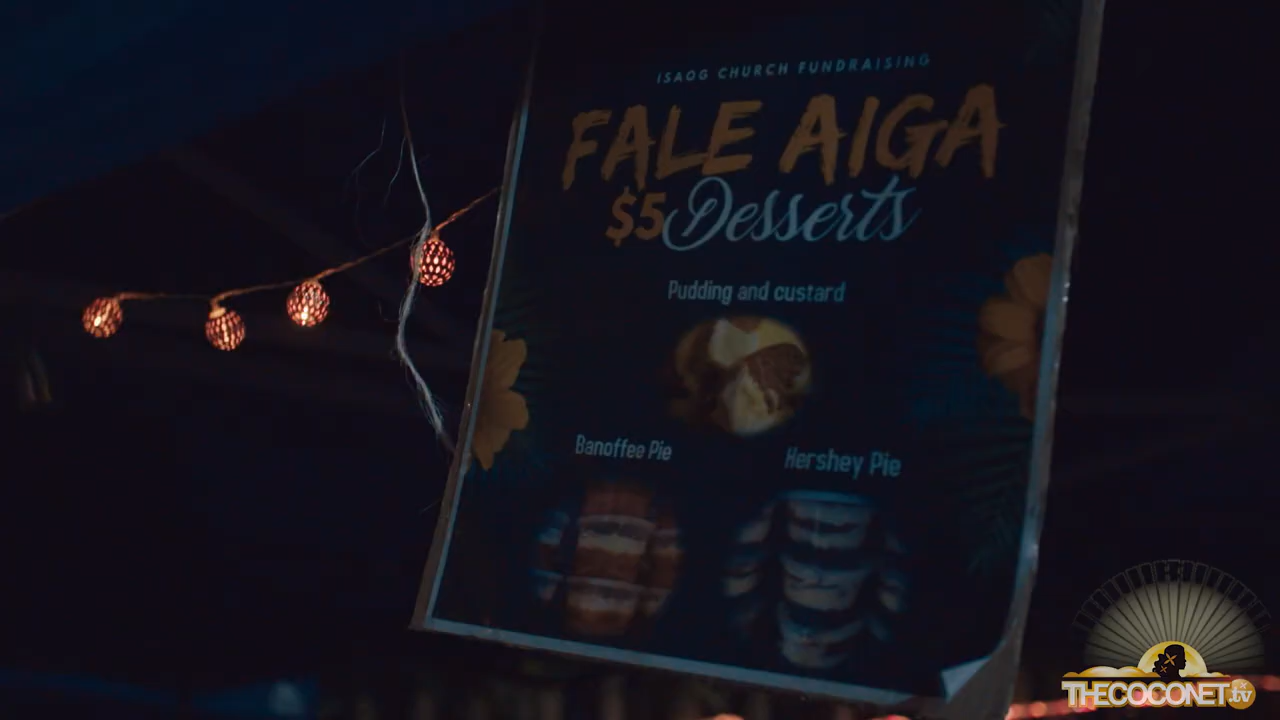 ISAOG CHURCH FUNDRAISING
FALE AIGA
$5 Desserts
Pudding and custard
Banoffee Pie
Hershey Pie
THECOCONET.tv